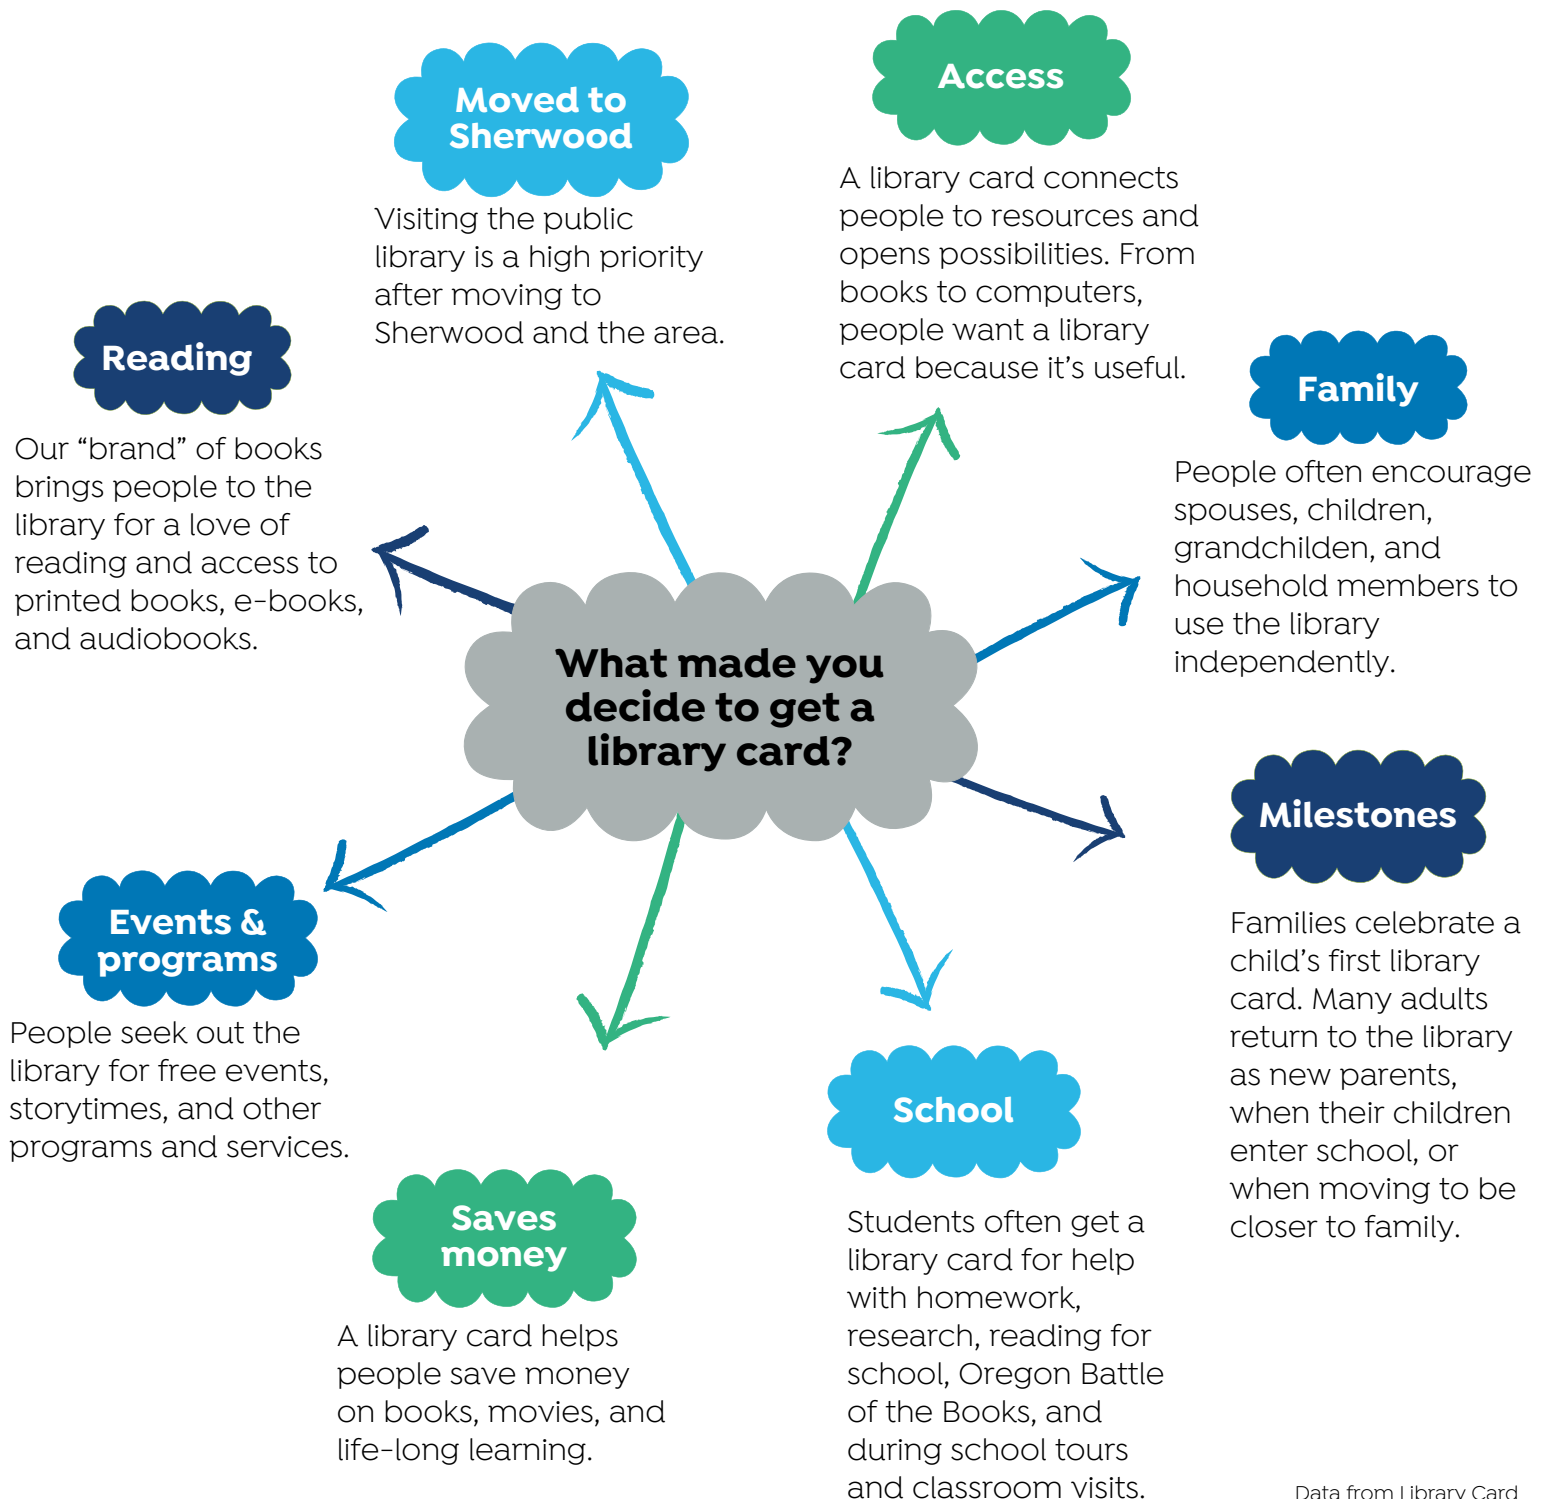 Access
Moved to
Sherwood
A library card connects
people to resources and
opens possibilities. From
books to computers,
people want a library
card because it's useful.
Visiting the public
library is a high priority
after moving to
Sherwood and the area.
Reading
Our “brand” of books
brings people to the
library for a love of
reading and access to
printed books, e-books,
and audiobooks.
Family
People often encourage
spouses, children,
grandchilden, and
household members to
use the library
independently.
What made you
decide to get a
library card?
Milestones
Families celebrate a
child's first library
card. Many adults
return to the library
as new parents,
when their children
enter school, or
when moving to be
closer to family.
Events &
programs
People seek out the
library for free events,
storytimes, and other
programs and services.
School
Students often get a
library card for help
with homework,
research, reading for
school, Oregon Battle
of the Books, and
during school tours
and classroom visits.
Saves
money
A library card helps
people save money
on books, movies, and
life-long learning.
Data from Library Card